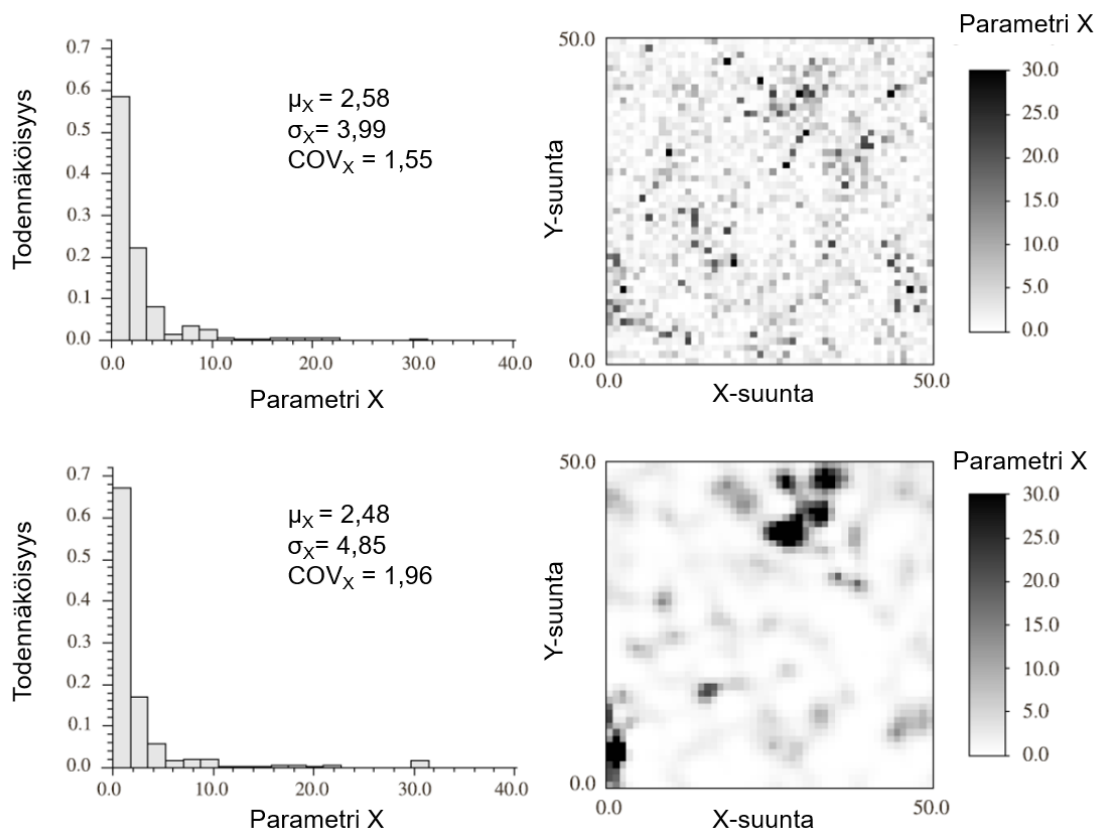 0.7
0.6
0.5
0.4
0.3
0.2
0.1
0.0
Todennäköisyys
μX = 2,58
σX= 3,99
COVX = 1,55
0.0 10.0 20.0 30.0 40.0
Parametri X
50.0
Y-suunta
0.0
0.0 50.0
X-suunta
Parametri X
30.0
25.0
20.0
15.0
10.0
5.0
0.0
0.7
0.6
0.5
0.4
0.3
0.2
0.1
0.0
Todennäköisyys
μX = 2,48
σX= 4,85
COVX = 1,96
0.0 10.0 20.0 30.0 40.0
Parametri X
50.0
Y-suunta
0.0
0.0 50.0
X-suunta
Parametri X
30.0
25.0
20.0
15.0
10.0
5.0
0.0